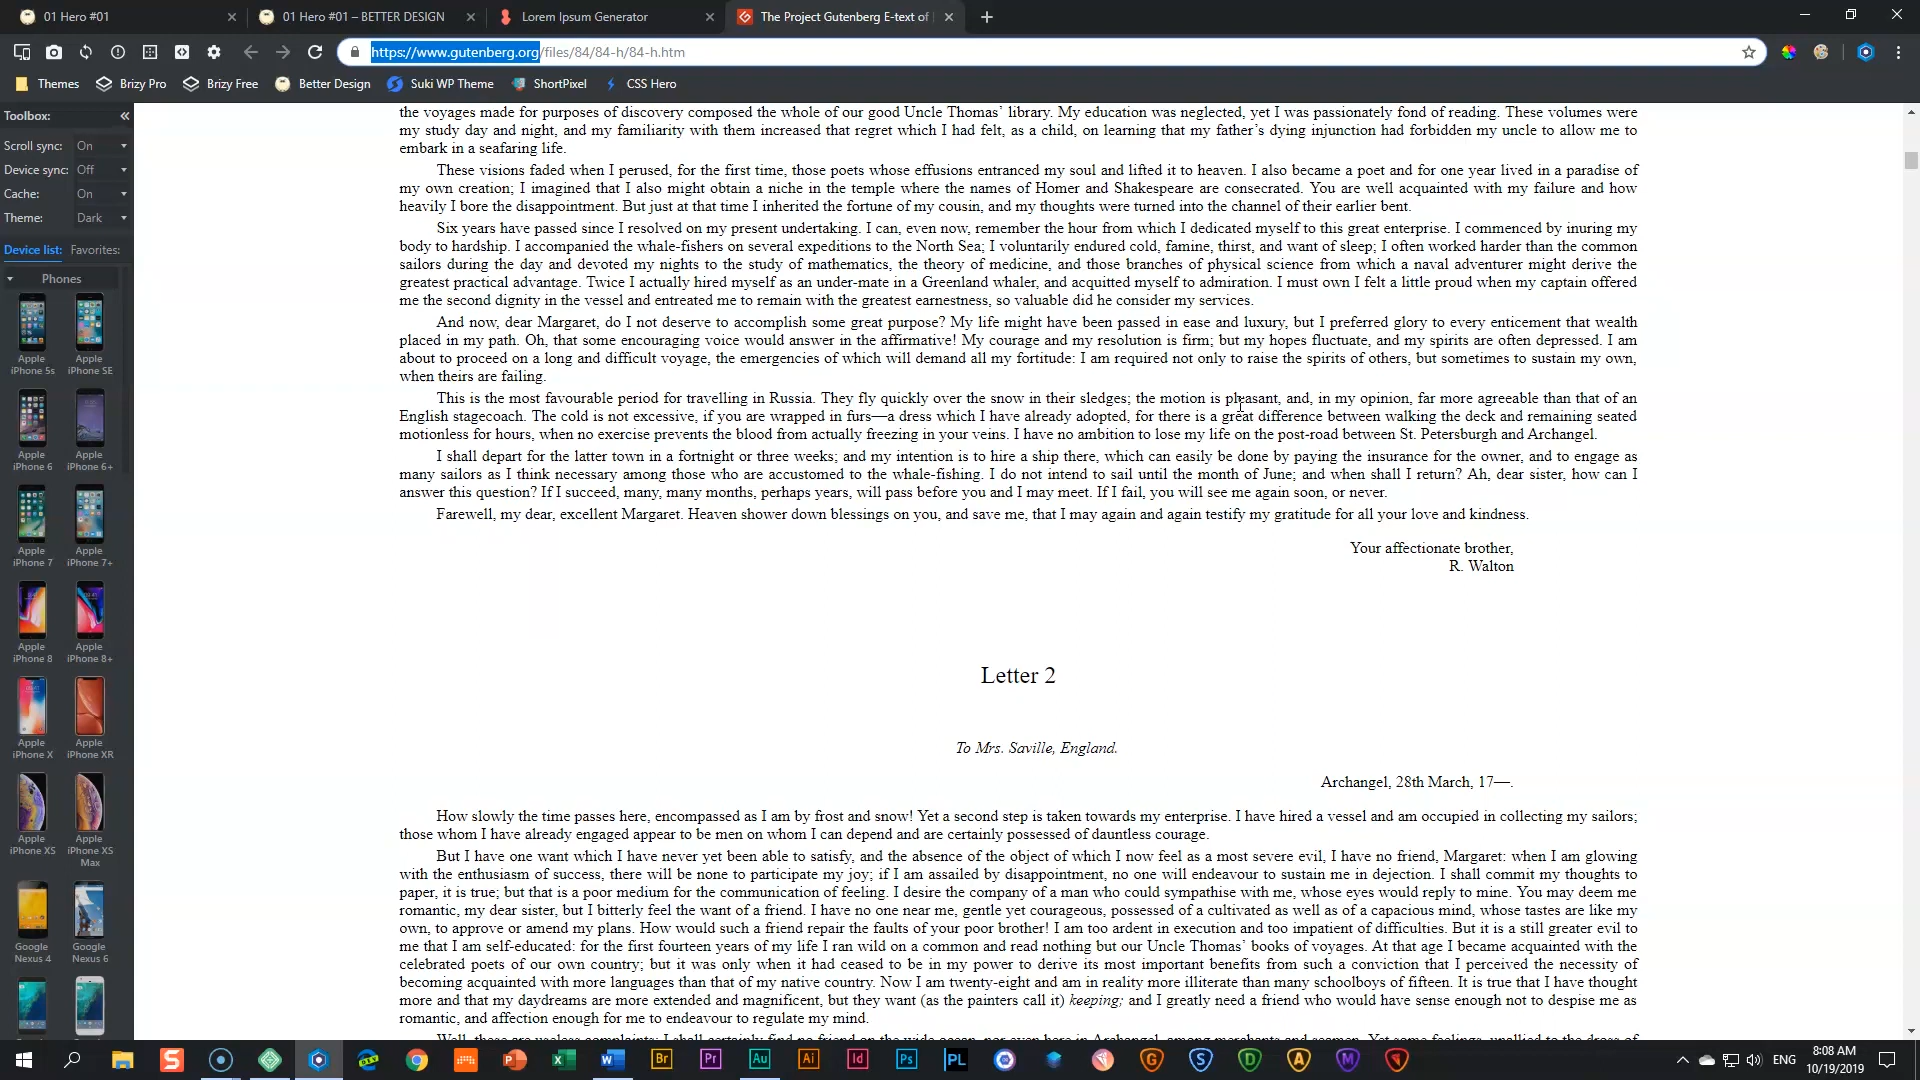 01 Hero #01
01 Hero #01 – BETTER DESIGN
Lorem Ipsum Generator
The Project Gutenberg E-text of
https://www.gutenberg.org/files/84/84-h/84-h.htm
Themes
Brizy Pro
Brizy Free
Better Design
Suki WP Theme
ShortPixel
CSS Hero
Toolbox:
Scroll sync: On
Device sync: Off
Cache: On
Theme: Dark
Device list: Favorites:
Phones
Apple iPhone 5s
Apple iPhone SE
Apple iPhone 6
Apple iPhone 6+
Apple iPhone 7
Apple iPhone 7+
Apple iPhone 8
Apple iPhone 8+
Apple iPhone X
Apple iPhone XR
Apple iPhone XS
Apple iPhone XS Max
Google Nexus 4
Google Nexus 6
the voyages made for purposes of discovery composed the whole of our good Uncle Thomas’ library. My education was neglected, yet I was passionately fond of reading. These volumes were
my study day and night, and my familiarity with them increased that regret which I had felt, as a child, on learning that my father’s dying injunction had forbidden my uncle to allow me to
embark in a seafaring life.
These visions faded when I perused, for the first time, those poets whose effusions entranced my soul and lifted it to heaven. I also became a poet and for one year lived in a paradise of
my own creation; I imagined that I also might obtain a niche in the temple where the names of Homer and Shakespeare are consecrated. You are well acquainted with my failure and how
heavily I bore the disappointment. But just at that time I inherited the fortune of my cousin, and my thoughts were turned into the channel of their earlier bent.
Six years have passed since I resolved on my present undertaking. I can, even now, remember the hour from which I dedicated myself to this great enterprise. I commenced by inuring my
body to hardship. I accompanied the whale-fishers on several expeditions to the North Sea; I voluntarily endured cold, famine, thirst, and want of sleep; I often worked harder than the common
sailors during the day and devoted my nights to the study of mathematics, the theory of medicine, and those branches of physical science from which a naval adventurer might derive the
greatest practical advantage. Twice I actually hired myself as an under-mate in a Greenland whaler, and acquitted myself to admiration. I must own I felt a little proud when my captain offered
me the second dignity in the vessel and entreated me to remain with the greatest earnestness, so valuable did he consider my services.
And now, dear Margaret, do I not deserve to accomplish some great purpose? My life might have been passed in ease and luxury, but I preferred glory to every enticement that wealth
placed in my path. Oh, that some encouraging voice would answer in the affirmative! My courage and my resolution is firm; but my hopes fluctuate, and my spirits are often depressed. I am
about to proceed on a long and difficult voyage, the emergencies of which will demand all my fortitude: I am required not only to raise the spirits of others, but sometimes to sustain my own,
when theirs are failing.
This is the most favourable period for travelling in Russia. They fly quickly over the snow in their sledges; the motion is pleasant, and, in my opinion, far more agreeable than that of an
English stagecoach. The cold is not excessive, if you are wrapped in furs—a dress which I have already adopted, for there is a great difference between walking the deck and remaining seated
motionless for hours, when no exercise prevents the blood from actually freezing in your veins. I have no ambition to lose my life on the post-road between St. Petersburgh and Archangel.
I shall depart for the latter town in a fortnight or three weeks; and my intention is to hire a ship there, which can easily be done by paying the insurance for the owner, and to engage as
many sailors as I think necessary among those who are accustomed to the whale-fishing. I do not intend to sail until the month of June; and when shall I return? Ah, dear sister, how can I
answer this question? If I succeed, many, many months, perhaps years, will pass before you and I may meet. If I fail, you will see me again soon, or never.
Farewell, my dear, excellent Margaret. Heaven shower down blessings on you, and save me, that I may again and again testify my gratitude for all your love and kindness.
Your affectionate brother,
R. Walton
Letter 2
To Mrs. Saville, England.
Archangel, 28th March, 17—.
How slowly the time passes here, encompassed as I am by frost and snow! Yet a second step is taken towards my enterprise. I have hired a vessel and am occupied in collecting my sailors;
those whom I have already engaged appear to be men on whom I can depend and are certainly possessed of dauntless courage.
But I have one want which I have never yet been able to satisfy, and the absence of the object of which I now feel as a most severe evil, I have no friend, Margaret: when I am glowing
with the enthusiasm of success, there will be none to participate my joy; if I am assailed by disappointment, no one will endeavour to sustain me in dejection. I shall commit my thoughts to
paper, it is true; but that is a poor medium for the communication of feeling. I desire the company of a man who could sympathise with me, whose eyes would reply to mine. You may deem me
romantic, my dear sister, but I bitterly feel the want of a friend. I have no one near me, gentle yet courageous, possessed of a cultivated as well as of a capacious mind, whose tastes are like my
own, to approve or amend my plans. How would such a friend repair the faults of your poor brother! I am too ardent in execution and too impatient of difficulties. But it is a still greater evil to
me that I am self-educated: for the first fourteen years of my life I ran wild on a common and read nothing but our Uncle Thomas’ books of voyages. At that age I became acquainted with the
celebrated poets of our own country; but it was only when it had ceased to be in my power to derive its most important benefits from such a conviction that I perceived the necessity of
becoming acquainted with more languages than that of my native country. Now I am twenty-eight and am in reality more illiterate than many schoolboys of fifteen. It is true that I have thought
more and that my daydreams are more extended and magnificent, but they want (as the painters call it) keeping; and I greatly need a friend who would have sense enough not to despise me as
romantic, and affection enough for me to endeavour to regulate my mind.
ENG
8:08 AM
10/19/2019